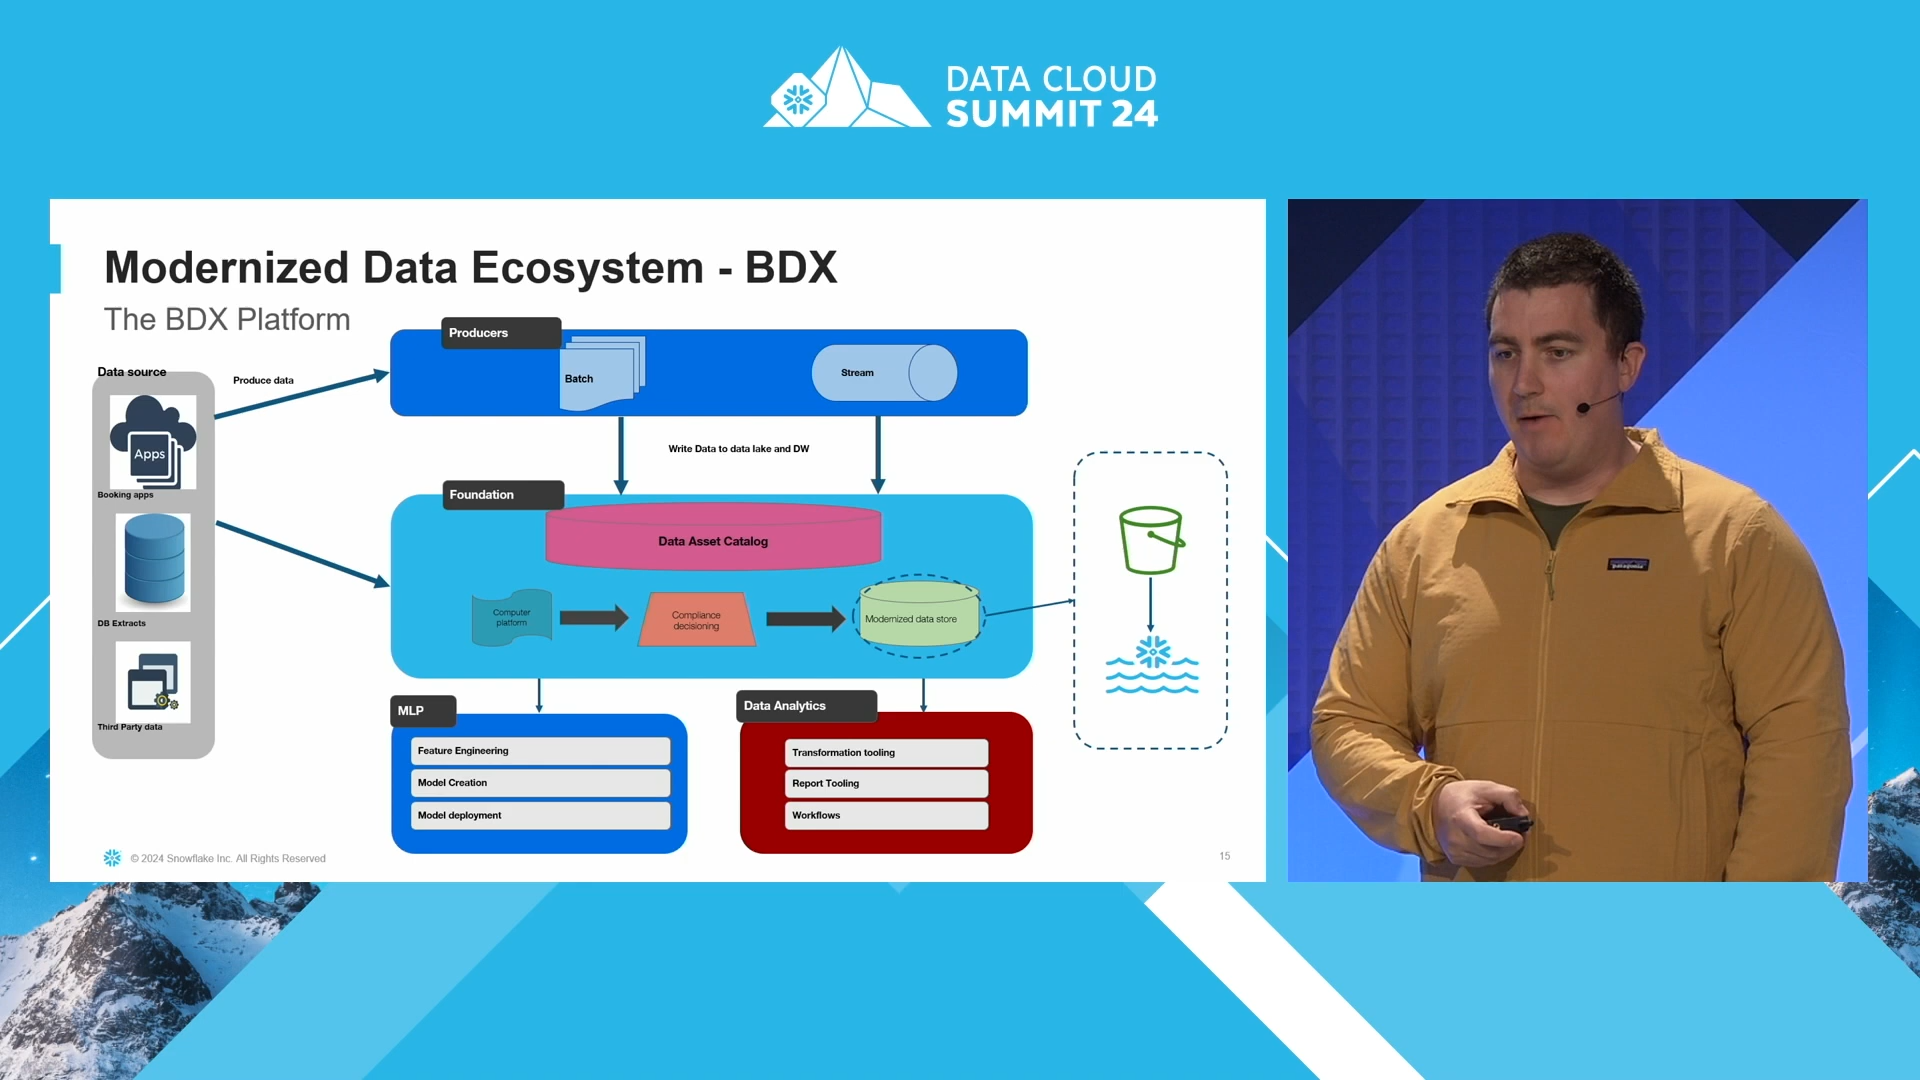 DATA CLOUD
SUMMIT 24
Modernized Data Ecosystem - BDX
The BDX Platform
Producers
Batch
Stream
Data source
Produce data
Apps
Booking apps
DB Extracts
Third Party data
Write Data to data lake and DW
Foundation
Data Asset Catalog
Computer
platform
Compliance
decisioning
Modernized data store
MLP
Feature Engineering
Model Creation
Model deployment
Data Analytics
Transformation tooling
Report Tooling
Workflows
© 2024 Snowflake Inc. All Rights Reserved
15
patagonia